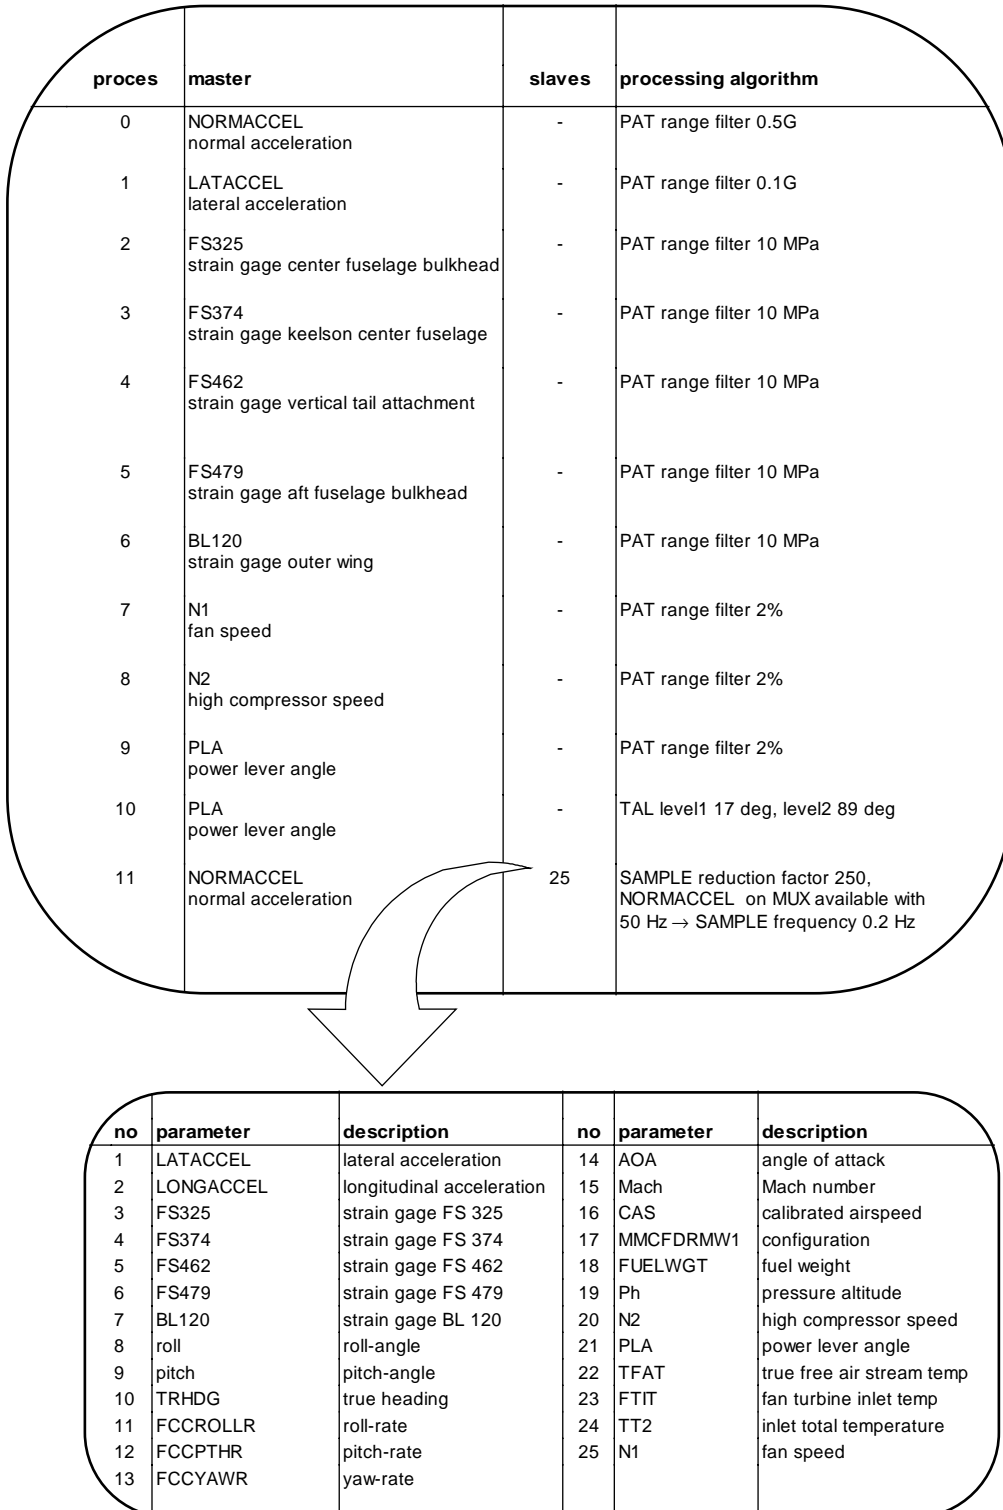 proces master slaves processing algorithm
0 NORMACCEL - PAT range filter 0.5G
normal acceleration
1 LATACCEL - PAT range filter 0.1G
lateral acceleration
2 FS325 - PAT range filter 10 MPa
strain gage center fuselage bulkhead
3 FS374 - PAT range filter 10 MPa
strain gage keelson center fuselage
4 FS462 - PAT range filter 10 MPa
strain gage vertical tail attachment
5 FS479 - PAT range filter 10 MPa
strain gage aft fuselage bulkhead
6 BL120 - PAT range filter 10 MPa
strain gage outer wing
7 N1 - PAT range filter 2%
fan speed
8 N2 - PAT range filter 2%
high compressor speed
9 PLA - PAT range filter 2%
power lever angle
10 PLA - TAL level1 17 deg, level2 89 deg
power lever angle
11 NORMACCEL 25 SAMPLE reduction factor 250,
normal acceleration NORMACCEL on MUX available with
50 Hz → SAMPLE frequency 0.2 Hz
no parameter description no parameter description
1 LATACCEL lateral acceleration 14 AOA angle of attack
2 LONGACCEL longitudinal acceleration 15 Mach Mach number
3 FS325 strain gage FS 325 16 CAS calibrated airspeed
4 FS374 strain gage FS 374 17 MMCFDRMW1 configuration
5 FS462 strain gage FS 462 18 FUELWGT fuel weight
6 FS479 strain gage FS 479 19 Ph pressure altitude
7 BL120 strain gage BL 120 20 N2 high compressor speed
8 roll roll-angle 21 PLA power lever angle
9 pitch pitch-angle 22 TFAT true free air stream temp
10 TRHDG true heading 23 FTIT fan turbine inlet temp
11 FCCROLLR roll-rate 24 TT2 inlet total temperature
12 FCCPTHR pitch-rate 25 N1 fan speed
13 FCCYAWR yaw-rate